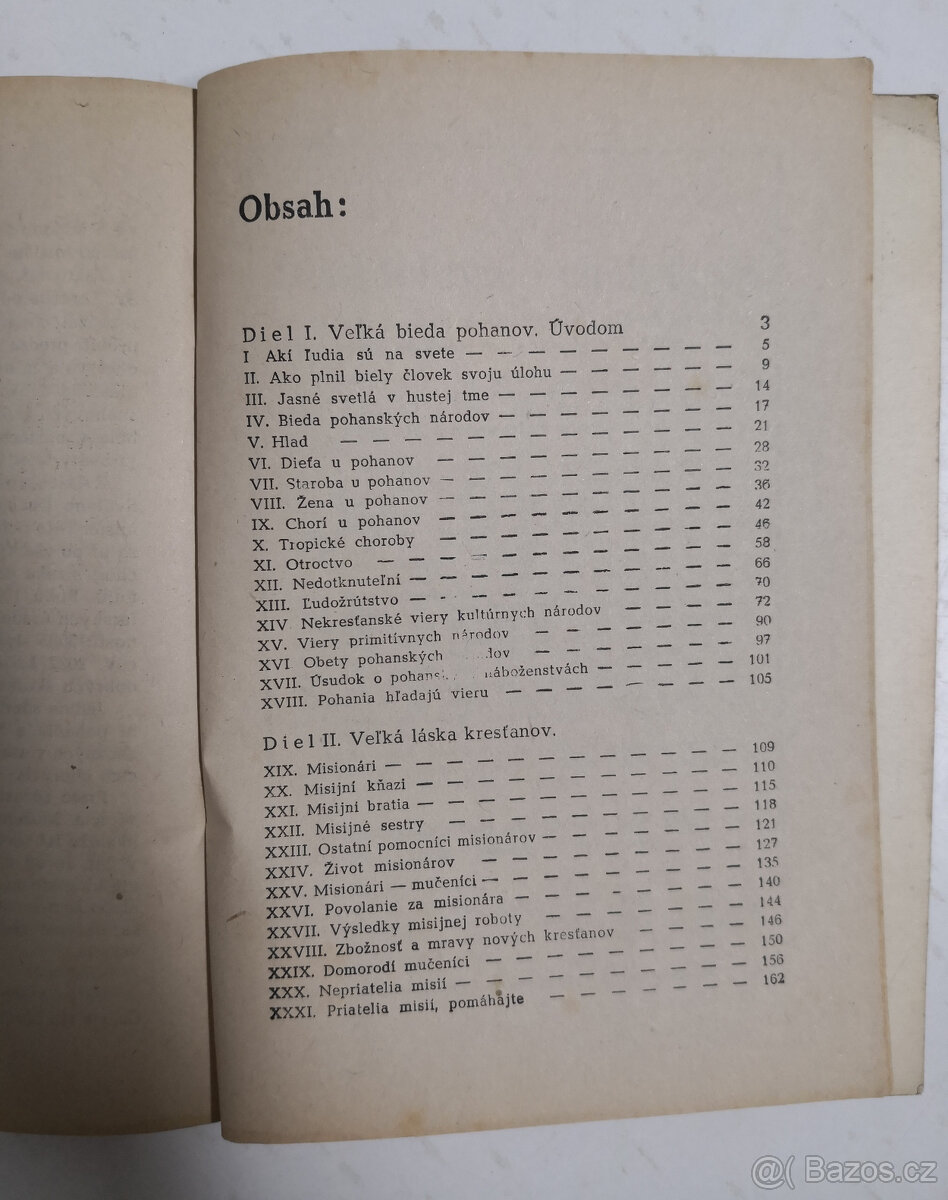 Obsah:
Diel I. Veľká bieda pohanov. Úvodom 3
I Akí ľudia sú na svete — — — — — — — — — 5
II. Ako plnil biely človek svoju úlohu — — — — — — 9
III. Jasné svetlá v hustej tme — — — — — — — — 14
IV. Bieda pohanských národov — — — — — — — — 17
V. Hlad — — — — — — — — — — — — — 21
VI. Dieťa u pohanov — — — — — — — — — — 28
VII. Staroba u pohanov — — — — — — — — — — 32
VIII. Žena u pohanov — — — — — — — — — — 36
IX. Chorí u pohanov — — — — — — — — — — 42
X. Tropické choroby — — — — — — — — — — 46
XI. Otroctvo — — — — — — — — — — — — 58
XII. Nedotknuteľní — — — — — — — — — — — 66
XIII. Ľudožrútstvo — — — — — — — — — — — 70
XIV Nekresťanské viery kultúrnych národov — — — — 72
XV. Viery primitívnych národov — — — — — — — 90
XVI Obety pohanských dov — — — — — — — 97
XVII. Úsudok o pohans náboženstvách — — — — — 101
XVIII. Pohania hľadajú vieru — — — — — — — — 105
Diel II. Veľká láska kresťanov.
XIX. Misionári — — — — — — — — — — — — 109
XX. Misijní kňazi — — — — — — — — — — — 110
XXI. Misijní bratia — — — — — — — — — — — 115
XXII. Misijné sestry — — — — — — — — — — 118
XXIII. Ostatní pomocníci misionárov — — — — — — — 121
XXIV. Život misionárov — — — — — — — — — 127
XXV. Misionári — mučeníci — — — — — — — — — 135
XXVI. Povolanie za misionára — — — — — — — — 140
XXVII. Výsledky misijnej roboty — — — — — — — 144
XXVIII. Zbožnosť a mravy nových kresťanov — — — — 146
XXIX. Domorodí mučeníci — — — — — — — — — 150
XXX. Nepriatelia misií — — — — — — — — — — 156
XXXI. Priatelia misií, pomáhajte — — — — — — — 162
@( Bazos.cz